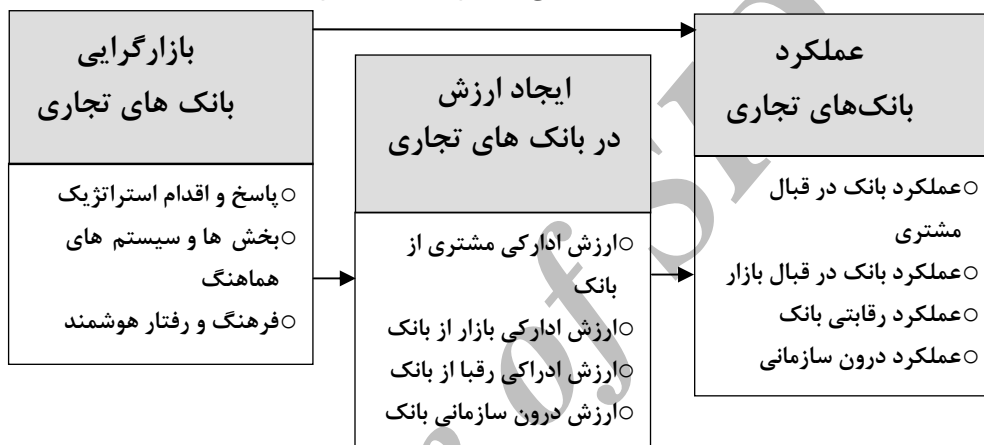 عملکرد
بانک‌های تجاری
○عملکرد بانک در قبال
مشتری
○عملکرد بانک در قبال بازار
○عملکرد رقابتی بانک
○عملکرد درون سازمانی
ایجاد ارزش
در بانک های تجاری
○ارزش ادارکی مشتری از
بانک
○ارزش ادارکی بازار از بانک
○ارزش ادراکی رقبا از بانک
○ارزش درون سازمانی بانک
بازارگرایی
بانک های تجاری
○پاسخ و اقدام استراتژیک
○بخش ها و سیستم های
هماهنگ
○فرهنگ و رفتار هوشمند
of